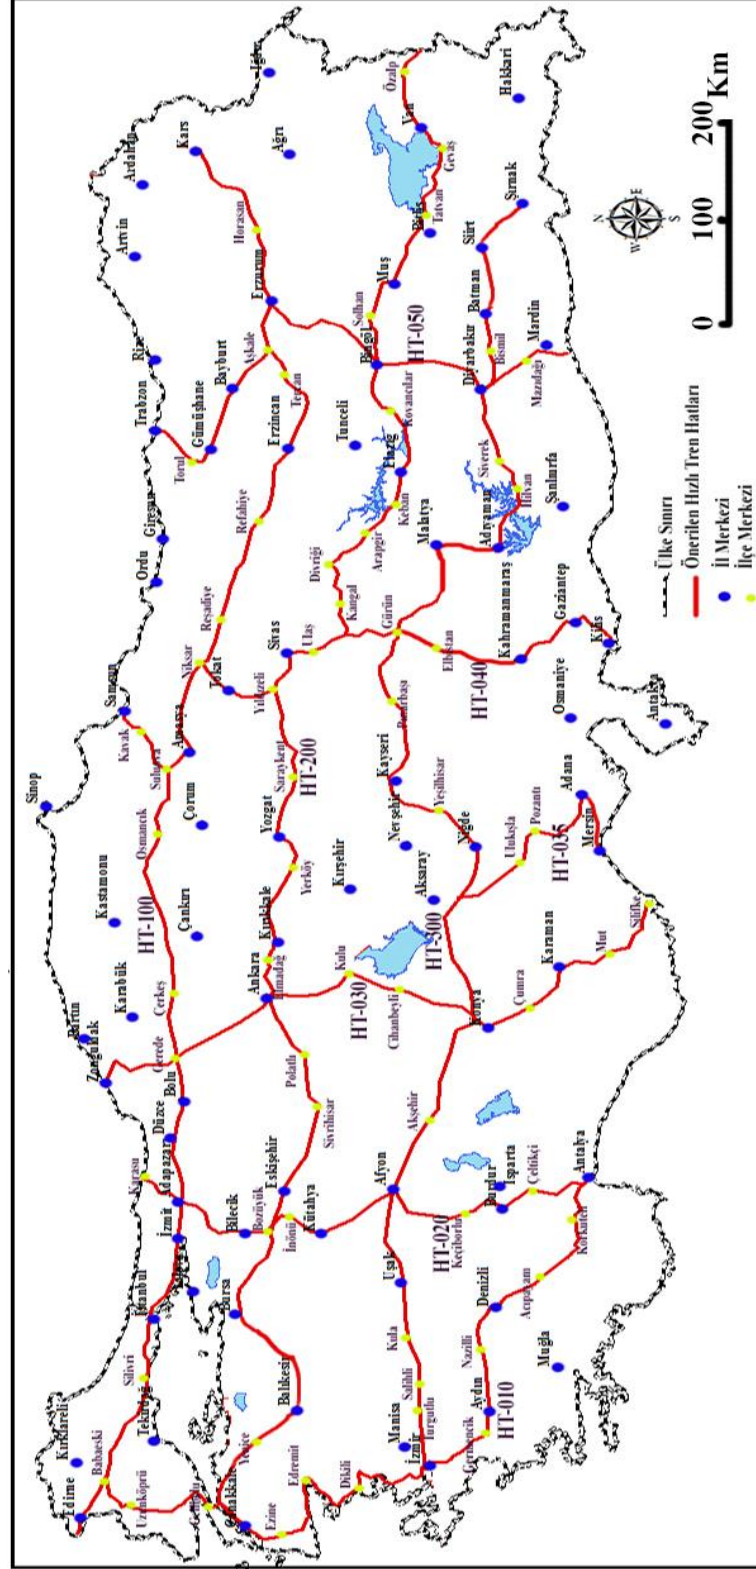 Sinop
Zonguldak
Bartın
Karabük
Kastamonu
Samsun
Kavak
Ordu
Giresun
Trabzon
Rize
Artvin
Ardahan
Kars
Iğdır
Edirne
Kırklareli
Babaeski
Uzunköprü
Tekirdağ
Silivri
İstanbul
Gelibolu
Çanakkale
Karasu
Adapazarı
İzmit
Düzce
Bolu
Gerede
Çerkeş
HT-100
Çankırı
Osmancık
Çorum
Suluova
Amasya
Niksar
Tokat
Reşadiye
Refahiye
Erzincan
Torul
Gümüşhane
Bayburt
Aşkale
Tercan
Erzurum
Horasan
Ağrı
Bursa
Bilecik
Bozüyük
İnönü
Eskişehir
Kütahya
Sivrihisar
Polatlı
Ankara
Elmadağ
Kırıkkale
Yerköy
Yozgat
Saraykent
HT-200
Yıldızeli
Sivas
Ulaş
Kangal
Divriği
Arapgir
Keban
Elazığ
Tunceli
Kovancılar
Bingöl
Solhan
Muş
HT-050
Bitlis
Tatvan
Gevaş
Van
Özalp
Ezine
Edremit
Yenice
Balıkesir
Dikili
Manisa
İzmir
Turgutlu
Salihli
Kula
Uşak
Afyon
Akşehir
HT-030
Kulu
Cihanbeyli
HT-300
Kırşehir
Aksaray
Nevşehir
Kayseri
Yeşilhisar
Niğde
Pınarbaşı
Gürün
Elbistan
HT-040
Malatya
Adıyaman
Kahramanmaraş
Hilvan
Siverek
Diyarbakır
Bismil
Batman
Siirt
Şırnak
Hakkari
Mazıdağı
Mardin
Şanlıurfa
Germencik
Aydın
HT-010
Nazilli
Denizli
Acıpayam
Muğla
HT-020
Keçiborlu
Burdur
Isparta
Çeltikçi
Korkuteli
Antalya
Konya
Çumra
Karaman
Mut
Silifke
Ulukışla
Pozantı
HT-035
Mersin
Adana
Osmaniye
Antakya
Gaziantep
Kilis
N
W
E
S
0
100
200
Km
Ülke Sınırı
Önerilen Hızlı Tren Hatları
İl Merkezi
İlçe Merkezi